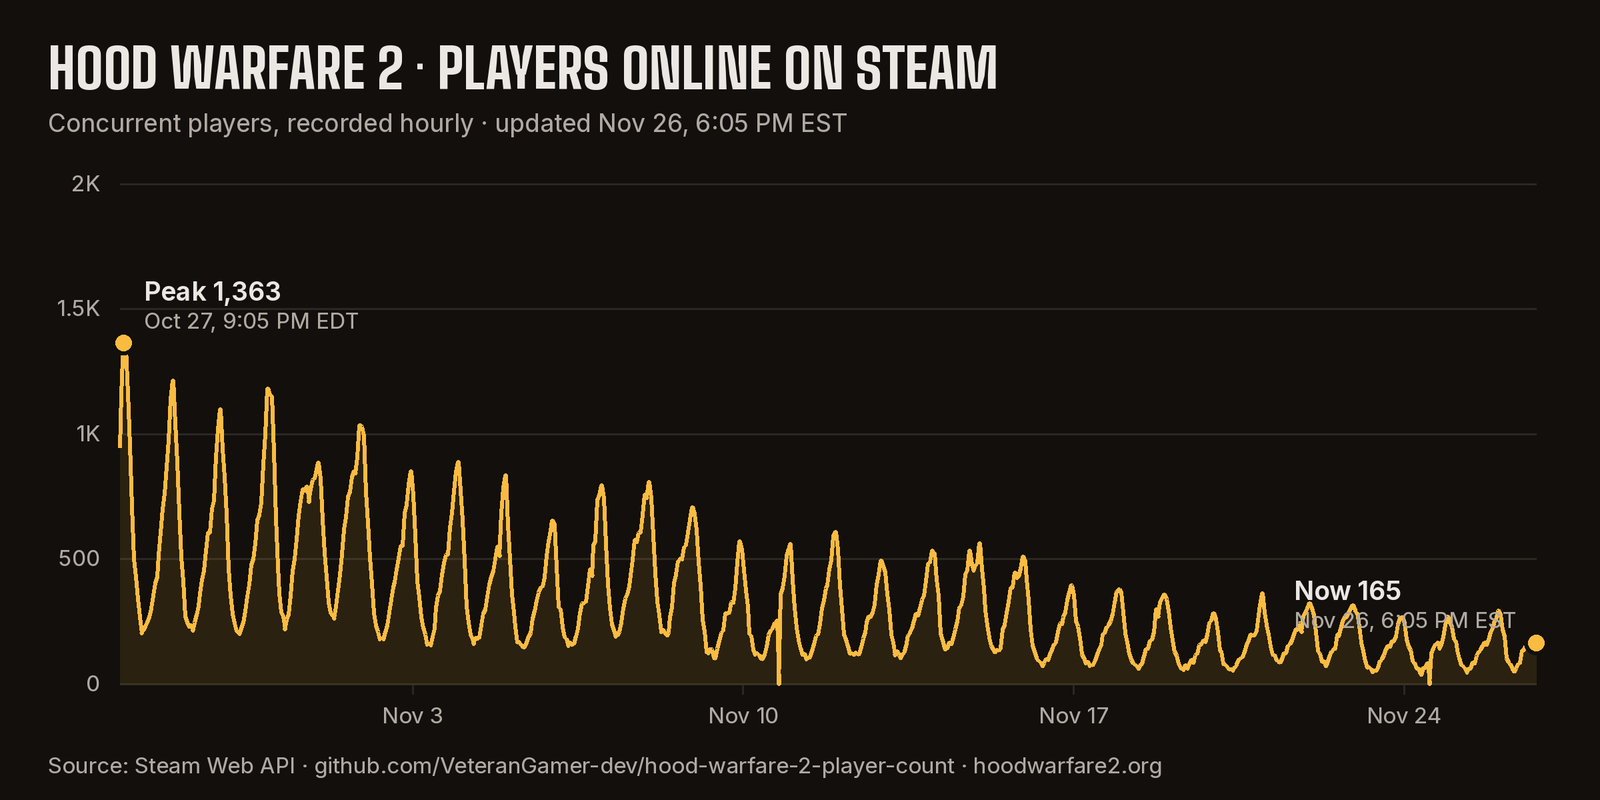 HOOD WARFARE 2 · PLAYERS ONLINE ON STEAM
Concurrent players, recorded hourly · updated Nov 26, 6:05 PM EST
2K
Peak 1,363
1.5K
Oct 27, 9:05 PM EDT
1K
500
Now 165
Nov 26, 6:05 PM EST
0
Nov 3
Nov 10
Nov 17
Nov 24
Source: Steam Web API · github.com/VeteranGamer-dev/hood-warfare-2-player-count · hoodwarfare2.org